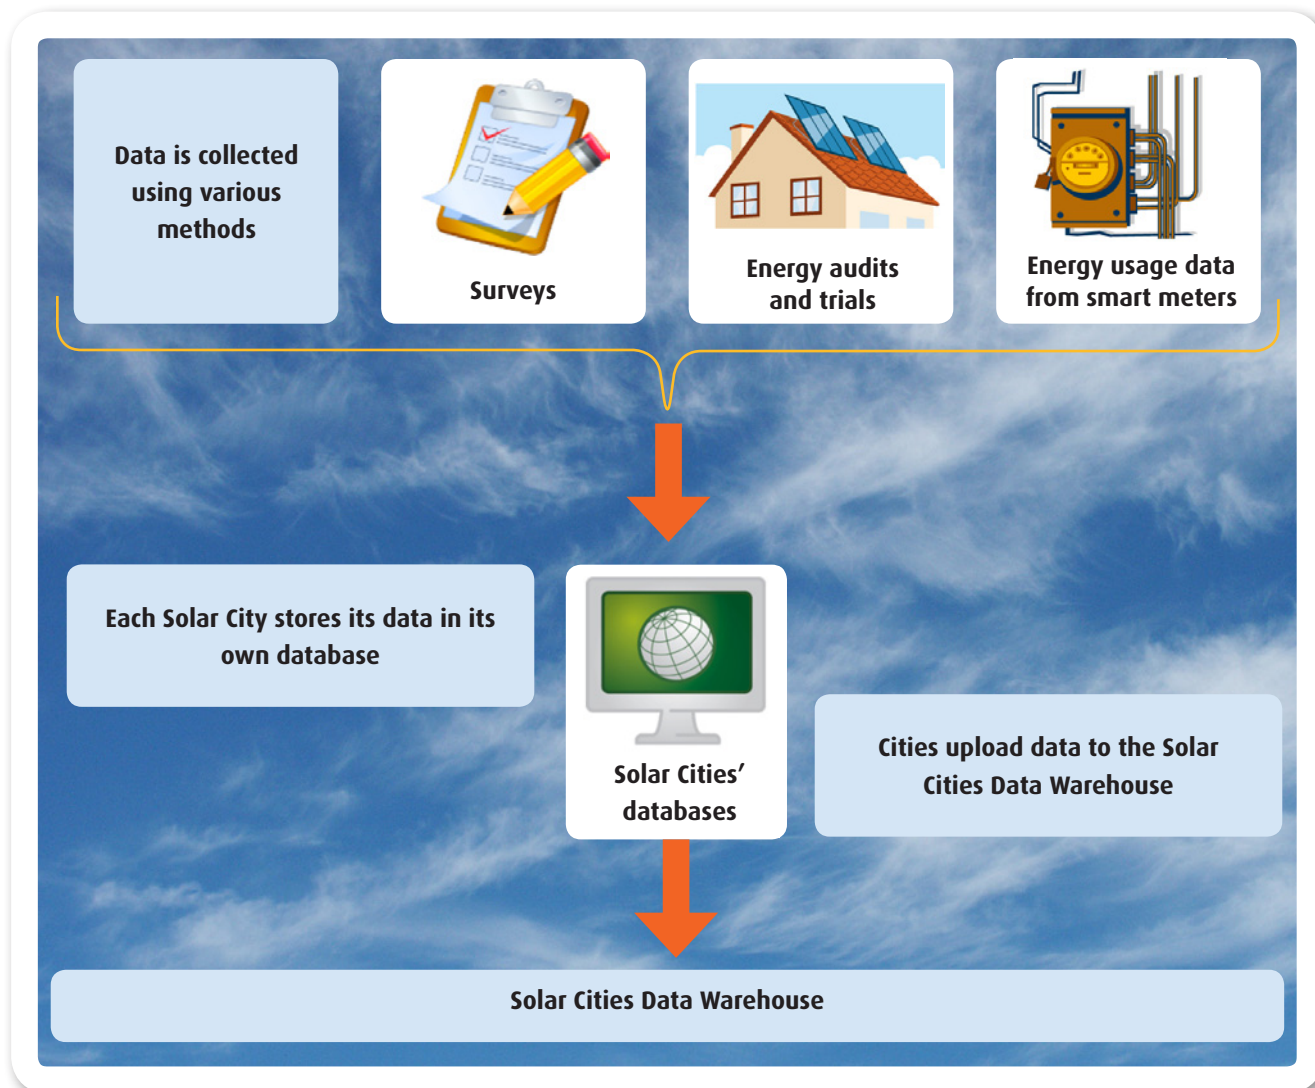 Data is collected
using various
methods
Surveys
Energy audits
and trials
Energy usage data
from smart meters
Each Solar City stores its data in its
own database
Solar Cities’
databases
Cities upload data to the Solar
Cities Data Warehouse
Solar Cities Data Warehouse